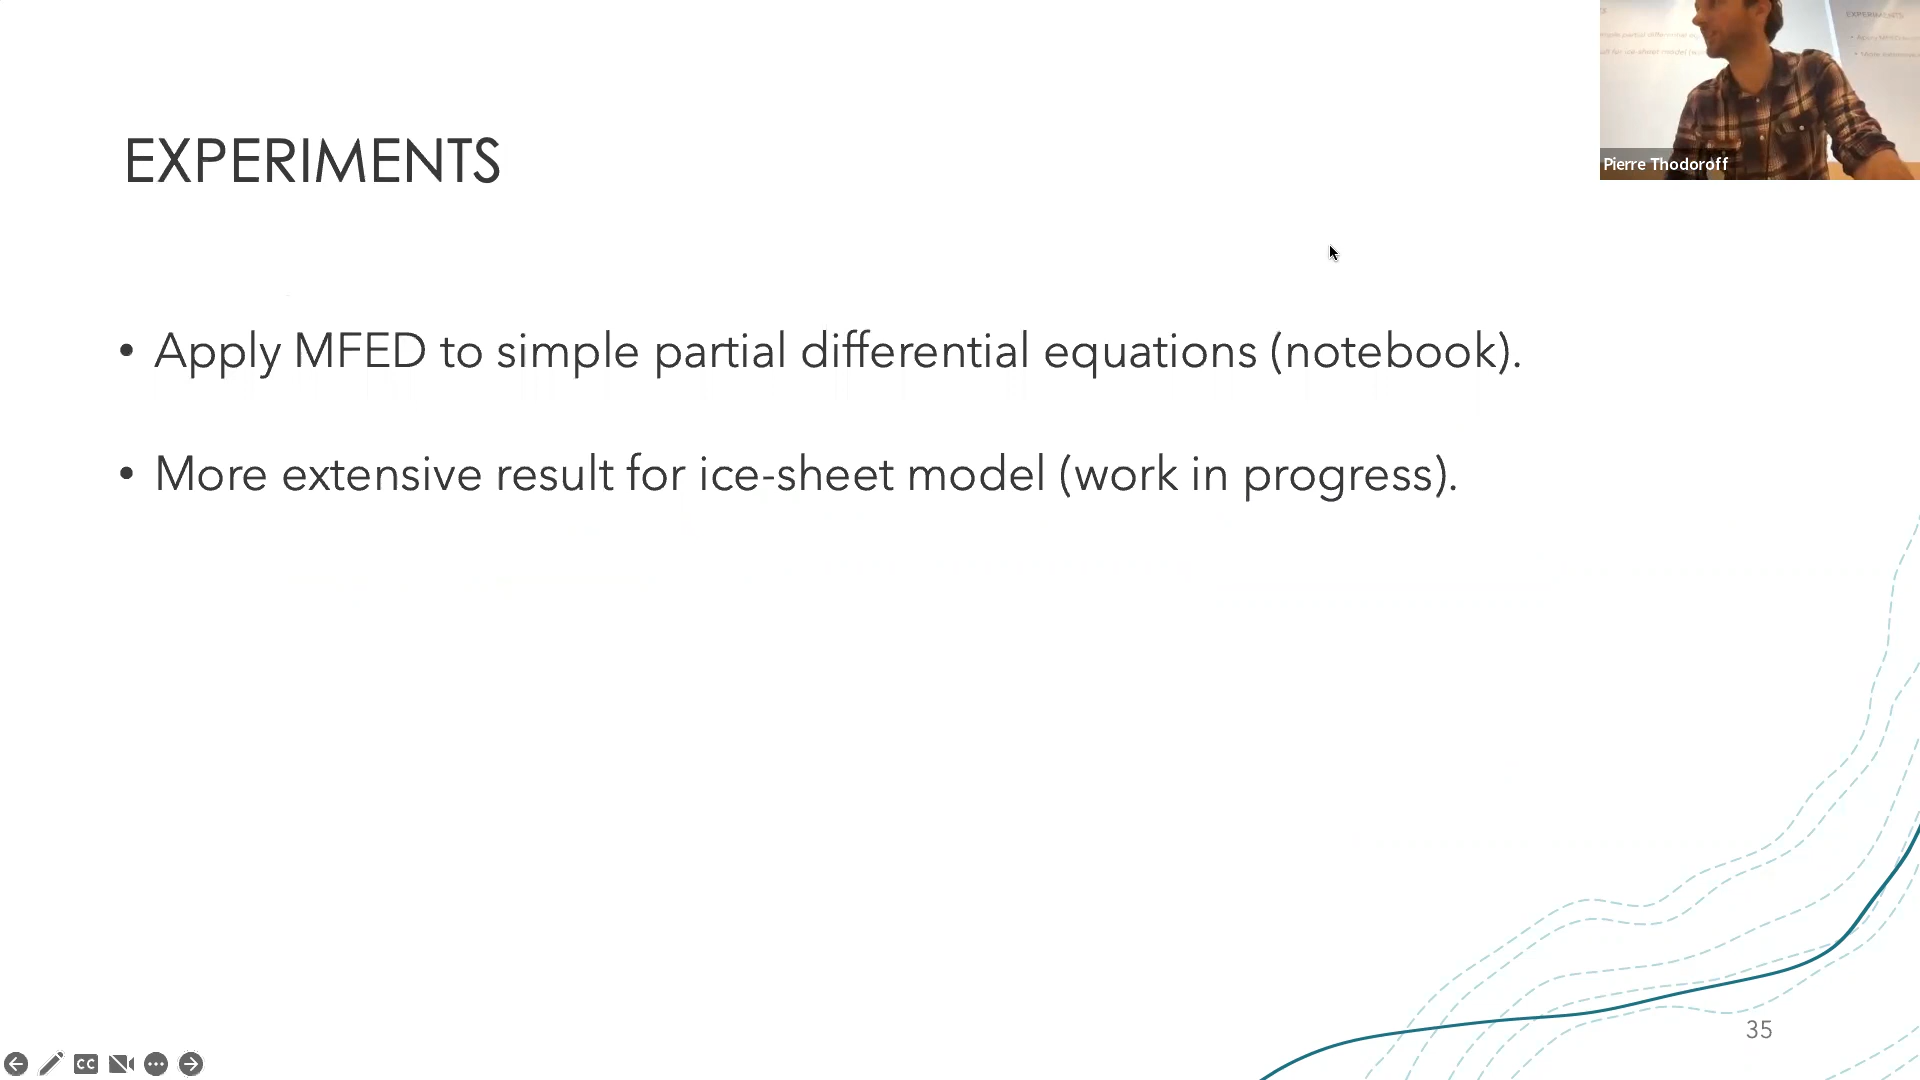 EXPERIMENTS
Pierre Thodoroff
• Apply MFED to simple partial differential equations (notebook).
• More extensive result for ice-sheet model (work in progress).
35
CC